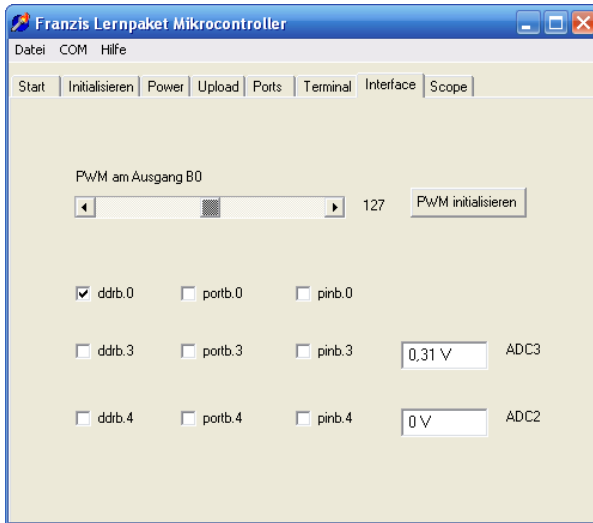 Franzis Lernpaket Mikrocontroller
Datei COM Hilfe
Start Initialisieren Power Upload Ports Terminal Interface Scope
PWM am Ausgang B0
127 PWM initialisieren
ddrb.0 portb.0 pinb.0
ddrb.3 portb.3 pinb.3 0,31 V ADC3
ddrb.4 portb.4 pinb.4 0 V ADC2